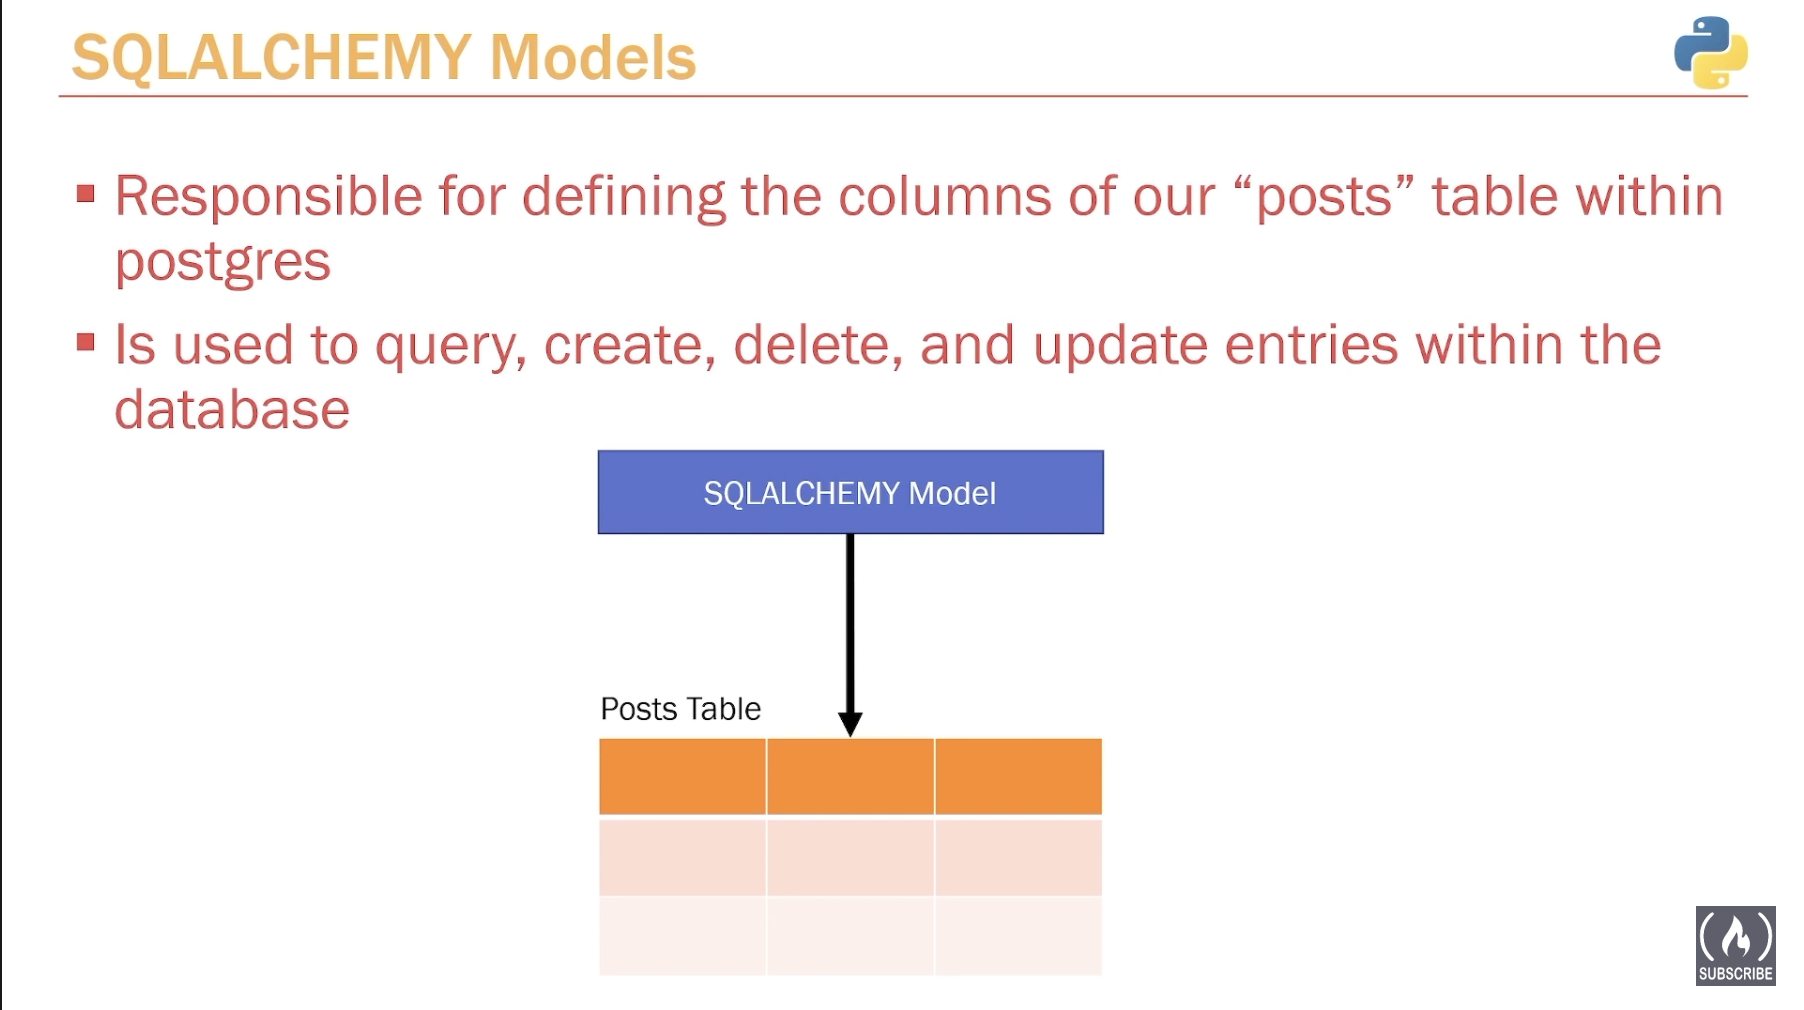 SQLALCHEMY Models
▪ Responsible for defining the columns of our “posts” table within
postgres
▪ Is used to query, create, delete, and update entries within the
database
SQLALCHEMY Model
Posts Table
SUBSCRIBE